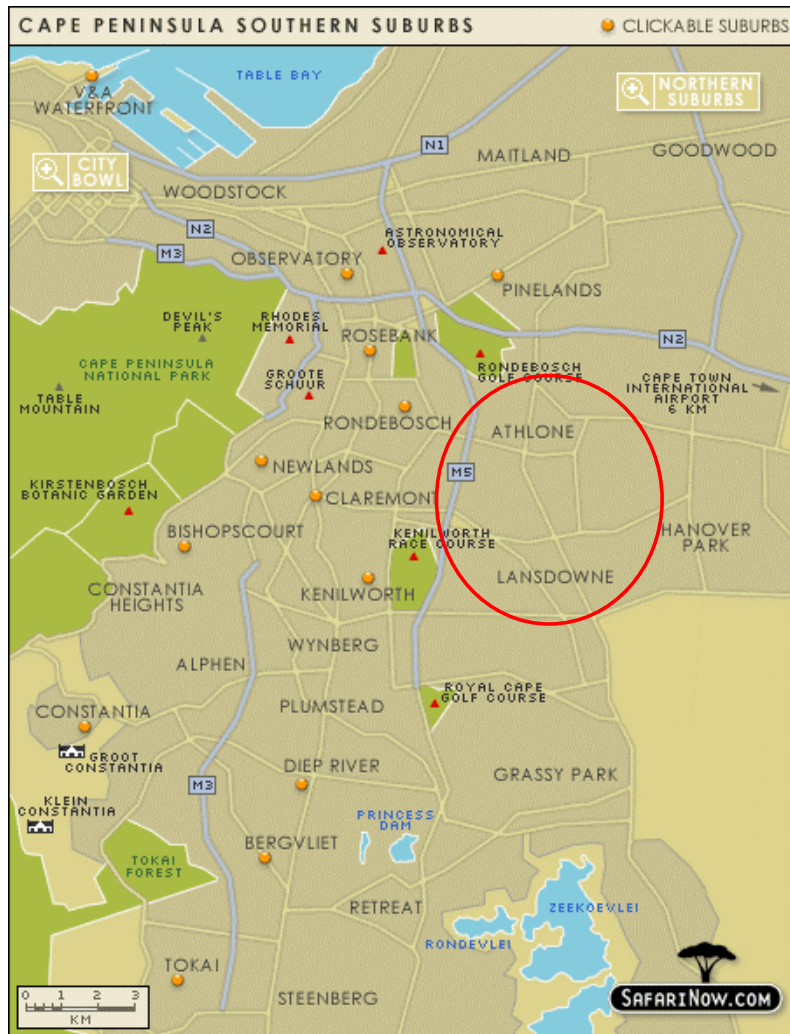 CAPE PENINSULA SOUTHERN SUBURBS
CLICKABLE SUBURBS
TABLE BAY
V&A
WATERFRONT
NORTHERN
SUBURBS
N1
MAITLAND
GOODWOOD
CITY
BOWL
WOODSTOCK
N2
M3
ASTRONOMICAL
OBSERVATORY
OBSERVATORY
PINELANDS
DEVIL'S
PEAK
RHODES
MEMORIAL
ROSEBANK
N2
CAPE PENINSULA
NATIONAL PARK
GROOTE
SCHUUR
RONDEBOSCH
GOLF COURSE
CAPE TOWN
INTERNATIONAL
AIRPORT
6 KM
TABLE
MOUNTAIN
RONDEBOSCH
ATHLONE
NEWLANDS
M5
KIRSTENBOSCH
BOTANIC GARDEN
CLAREMONT
BISHOPSCOURT
KENILWORTH
RACE COURSE
HANOVER
PARK
CONSTANTIA
HEIGHTS
KENILWORTH
LANSDOWNE
WYNBERG
ALPHEN
ROYAL CAPE
GOLF COURSE
CONSTANTIA
PLUMSTEAD
GROOT
CONSTANTIA
DIEP RIVER
GRASSY PARK
M3
KLEIN
CONSTANTIA
PRINCESS
DAM
BERGVLIET
TOKAI
FOREST
RETREAT
ZEEKOEVLEI
RONDEVLEI
TOKAI
STEENBERG
0 1 2 3
KM
SAFARINOW.COM